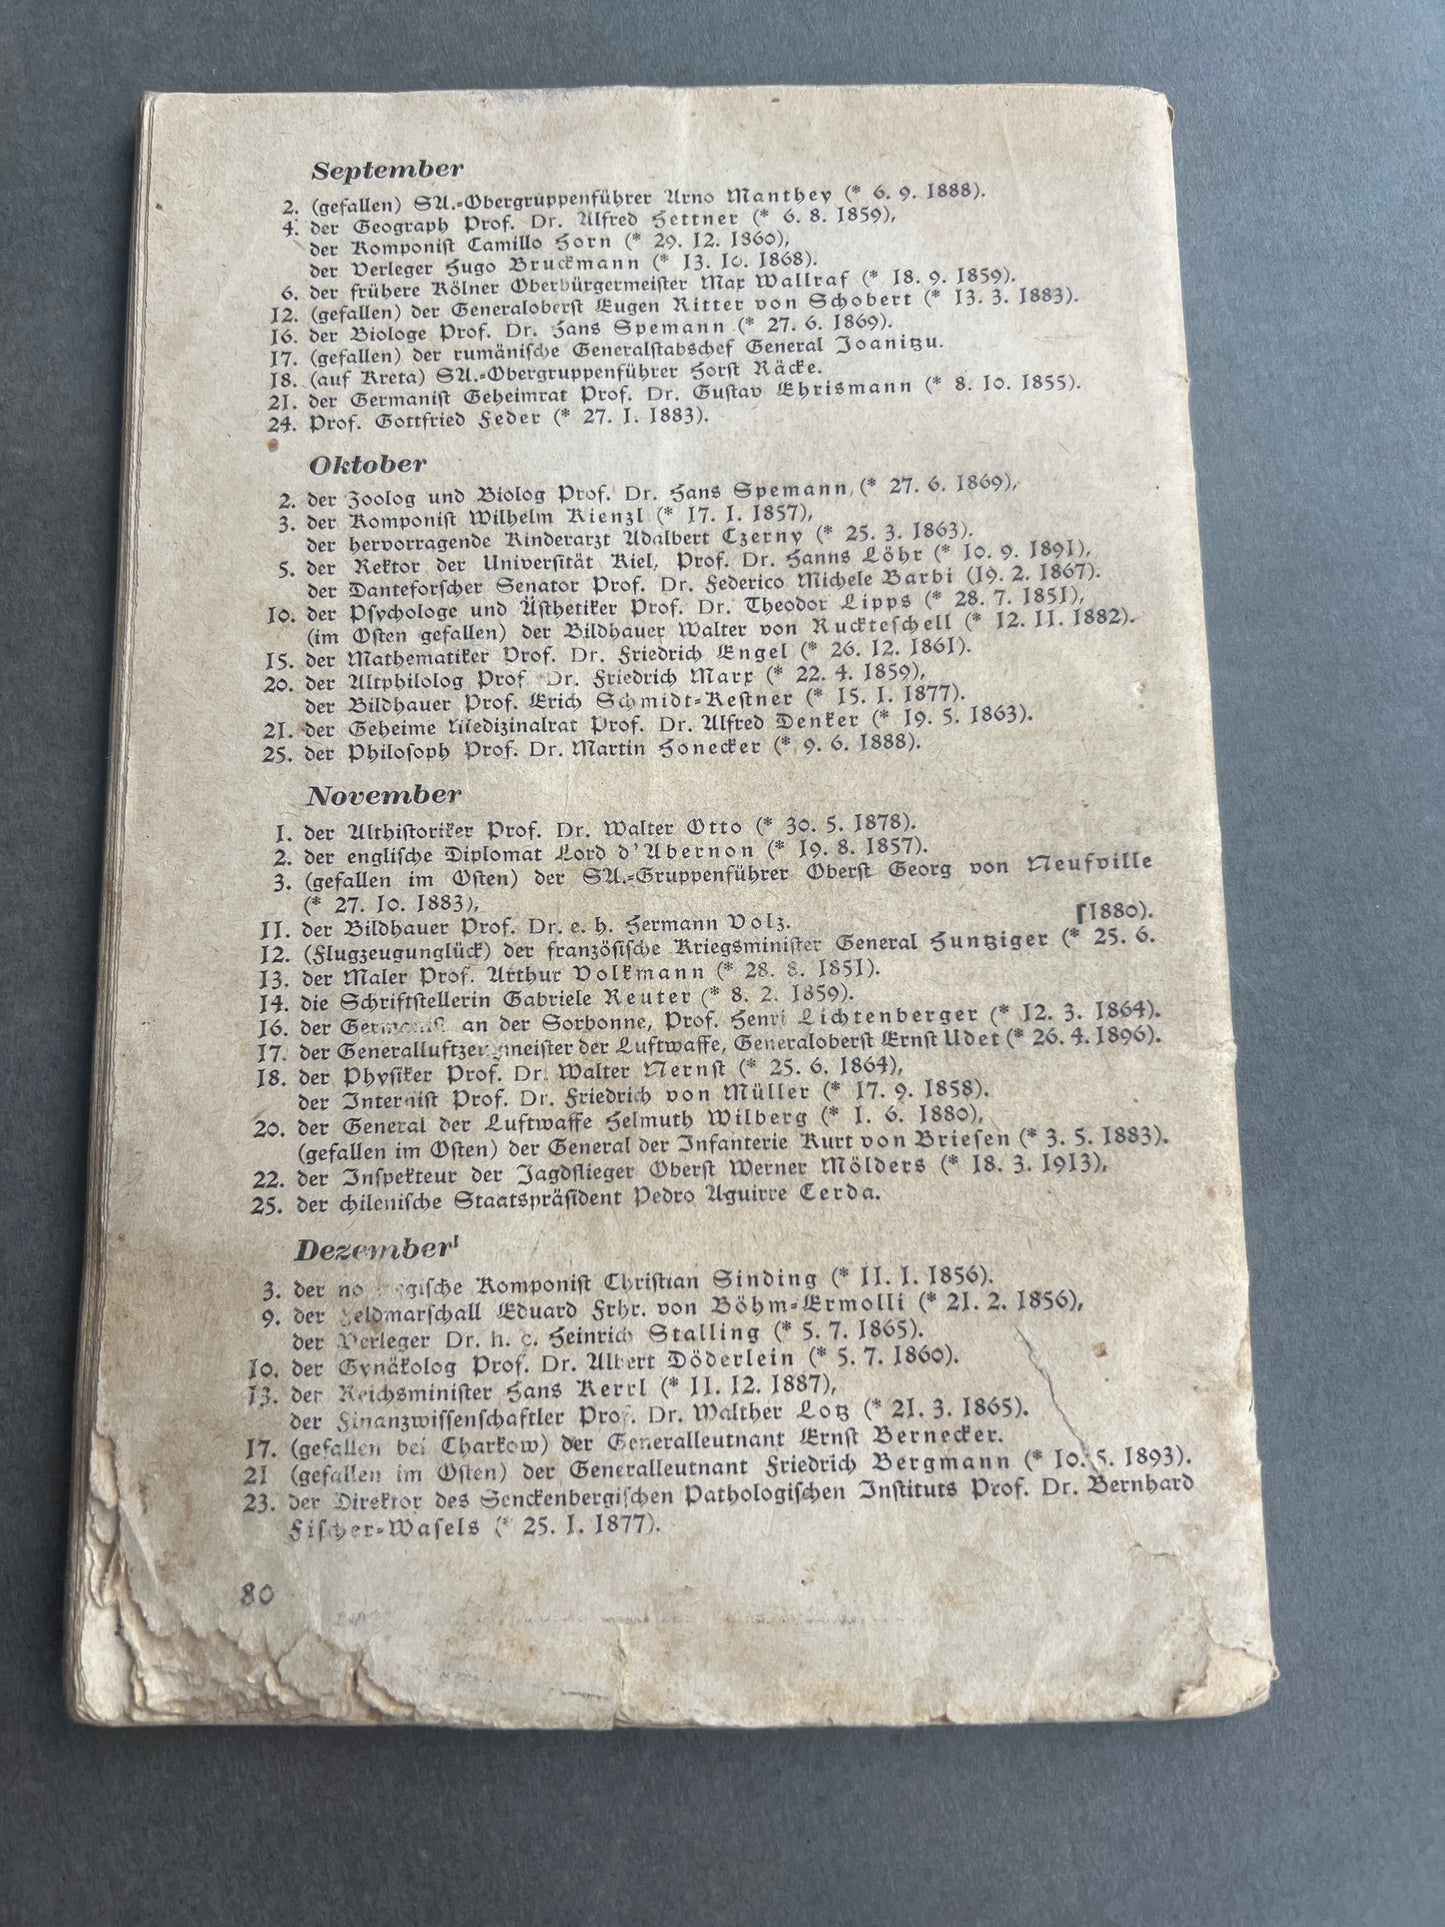 September
2. (gefallen) SA.-Obergruppenführer Arno Manthey (* 6. 9. 1888).
4. der Geograph Prof. Dr. Alfred Hettner (* 6. 8. 1859),
der Komponist Camillo Horn (* 29. 12. 1860),
der Verleger Hugo Bruckmann (* 13. 10. 1868).
6. der frühere Kölner Oberbürgermeister Max Wallraf (* 18. 9. 1859).
12. (gefallen) der Generaloberst Eugen Ritter von Schobert (* 13. 3. 1883).
16. der Biologe Prof. Dr. Hans Spemann (* 27. 6. 1869).
17. (gefallen) der rumänische Generalstabschef General Joanitzu.
18. (auf Kreta) SA.-Obergruppenführer Horst Räcke.
21. der Germanist Geheimrat Prof. Dr. Gustav Ehrismann (* 8. 10. 1855).
24. Prof. Gottfried Feder (* 27. 1. 1883).
Oktober
2. der Zoolog und Biolog Prof. Dr. Hans Spemann (* 27. 6. 1869),
3. der Komponist Wilhelm Kienzl (* 17. 1. 1857),
der hervorragende Kinderarzt Adalbert Czerny (* 25. 3. 1863).
5. der Rektor der Universität Kiel, Prof. Dr. Hanns Löhr (* 10. 9. 1891),
der Danteforscher Senator Prof. Dr. Federico Michele Barbi (19. 2. 1867).
10. der Psychologe und Ästhetiker Prof. Dr. Theodor Lipps (* 28. 7. 1851),
(im Osten gefallen) der Bildhauer Walter von Ruckteschell (* 12. 11. 1882).
15. der Mathematiker Prof. Dr. Friedrich Engel (* 26. 12. 1861).
20. der Altphilolog Prof. Dr. Friedrich Marx (* 22. 4. 1859),
der Bildhauer Prof. Erich Schmidt-Kestner (* 15. 1. 1877).
21. der Geheime Medizinalrat Prof. Dr. Alfred Denker (* 19. 5. 1863).
25. der Philosoph Prof. Dr. Martin Honecker (* 9. 6. 1888).
November
1. der Althistoriker Prof. Dr. Walter Otto (* 30. 5. 1878).
2. der englische Diplomat Lord d'Abernon (* 19. 8. 1857).
3. (gefallen im Osten) der SA.-Gruppenführer Oberst Georg von Neufville
(* 27. 10. 1883),
11. der Bildhauer Prof. Dr. e. h. Hermann Volz. [1880).
12. (Flugzeugunglück) der französische Kriegsminister General Huntziger (* 25. 6.
13. der Maler Prof. Arthur Volkmann (* 28. 8. 1851).
14. die Schriftstellerin Gabriele Reuter (* 8. 2. 1859).
16. der Germanist an der Sorbonne, Prof. Henri Lichtenberger (* 12. 3. 1864).
17. der Generalluftzeugmeister der Luftwaffe, Generaloberst Ernst Udet (* 26. 4. 1896).
18. der Physiker Prof. Dr. Walter Nernst (* 25. 6. 1864),
der Internist Prof. Dr. Friedrich von Müller (* 17. 9. 1858).
20. der General der Luftwaffe Helmuth Wilberg (* 1. 6. 1880),
(gefallen im Osten) der General der Infanterie Kurt von Briesen (* 3. 5. 1883).
22. der Inspekteur der Jagdflieger Oberst Werner Mölders (* 18. 3. 1913),
25. der chilenische Staatspräsident Pedro Aguirre Cerda.
Dezember¹
3. der norwegische Komponist Christian Sinding (* 11. 1. 1856).
9. der Feldmarschall Eduard Frhr. von Böhm-Ermolli (* 21. 2. 1856),
der Verleger Dr. h. c. Heinrich Stalling (* 5. 7. 1865).
10. der Gynäkolog Prof. Dr. Albert Döderlein (* 5. 7. 1860).
13. der Reichsminister Hans Kerrl (* 11. 12. 1887),
der Finanzwissenschaftler Prof. Dr. Walther Lotz (* 21. 3. 1865).
17. (gefallen bei Charkow) der Generalleutnant Ernst Bernecker.
21 (gefallen im Osten) der Generalleutnant Friedrich Bergmann (* 10. 5. 1893).
23. der Direktor des Senckenbergischen Pathologischen Instituts Prof. Dr. Bernhard
Fischer-Wasels (* 25. 1. 1877).
80